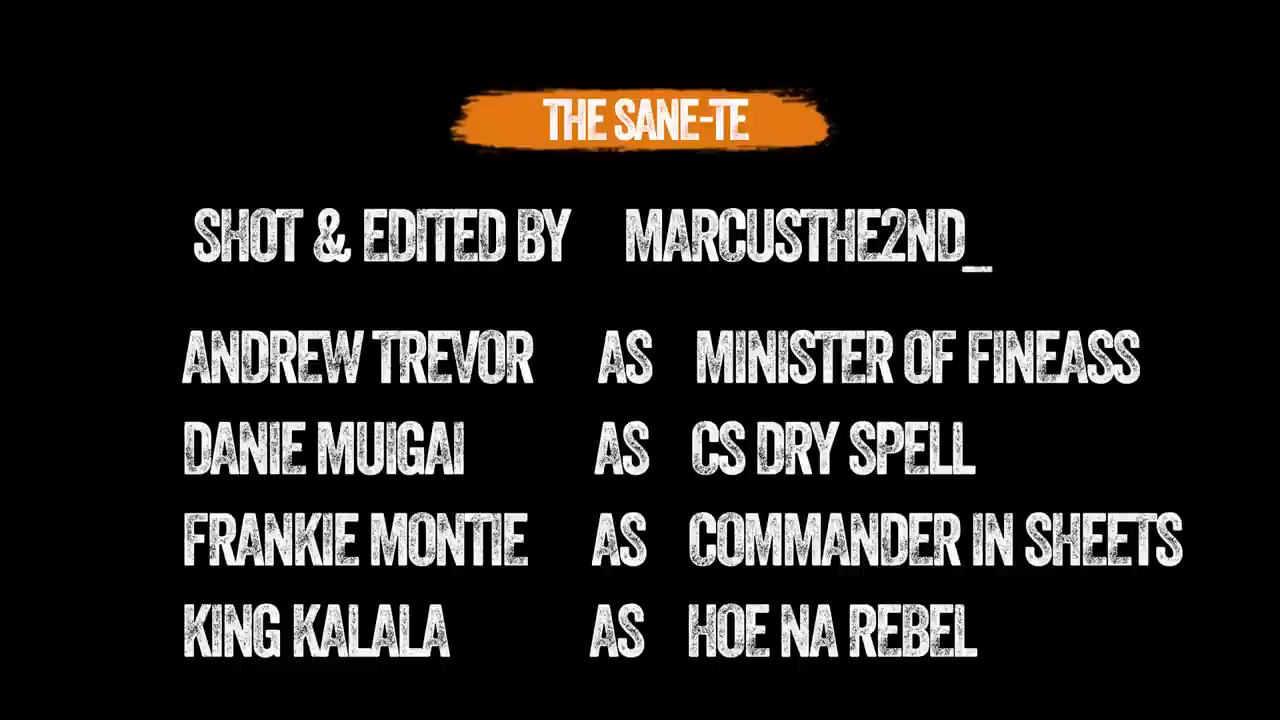 THE SANE-TE
SHOT & EDITED BY MARCUSTHE2ND_
ANDREW TREVOR AS MINISTER OF FINEASS
DANIE MUIGAI AS CS DRY SPELL
FRANKIE MONTIE AS COMMANDER IN SHEETS
KING KALALA AS HOE NA REBEL